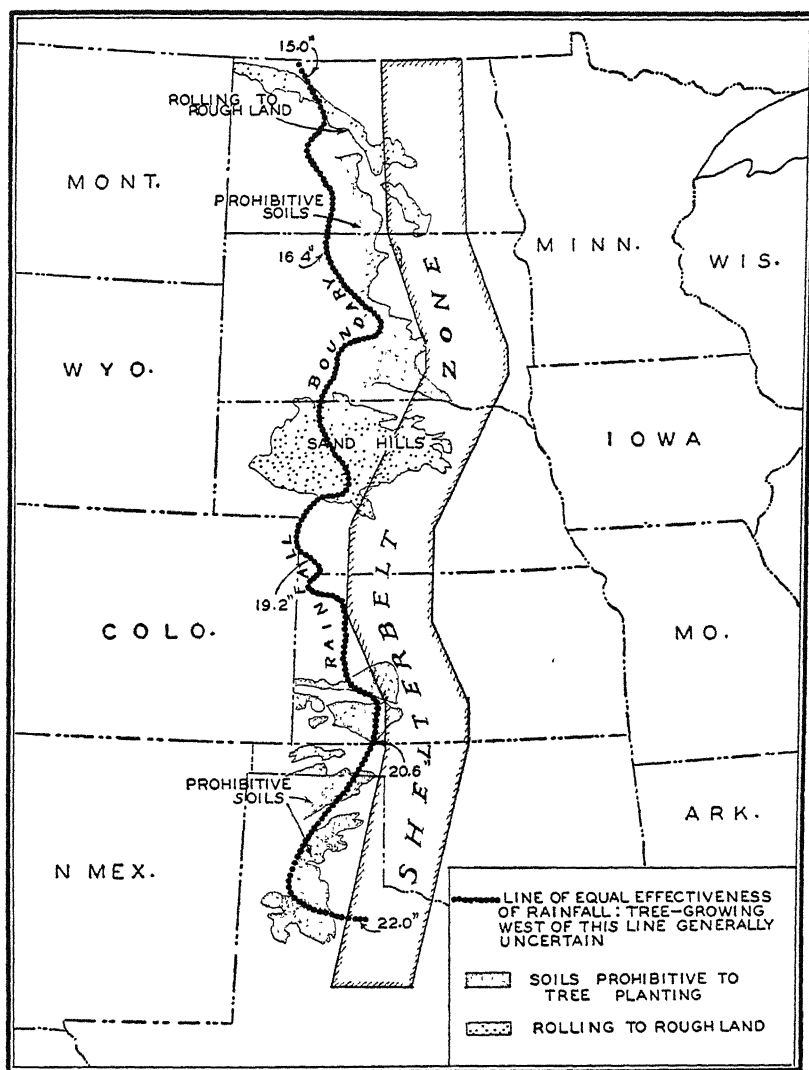 15.0"
ROLLING TO
ROUGH LAND
MONT.
PROHIBITIVE
SOILS
MINN.
16.4"
WIS.
WYO.
RAINFALL BOUNDARY
SHELTERBELT ZONE
SAND HILLS
IOWA
19.2"
COLO.
MO.
20.6"
PROHIBITIVE
SOILS
ARK.
N MEX.
22.0"
LINE OF EQUAL EFFECTIVENESS
OF RAINFALL: TREE-GROWING
WEST OF THIS LINE GENERALLY
UNCERTAIN
SOILS PROHIBITIVE TO
TREE PLANTING
ROLLING TO ROUGH LAND